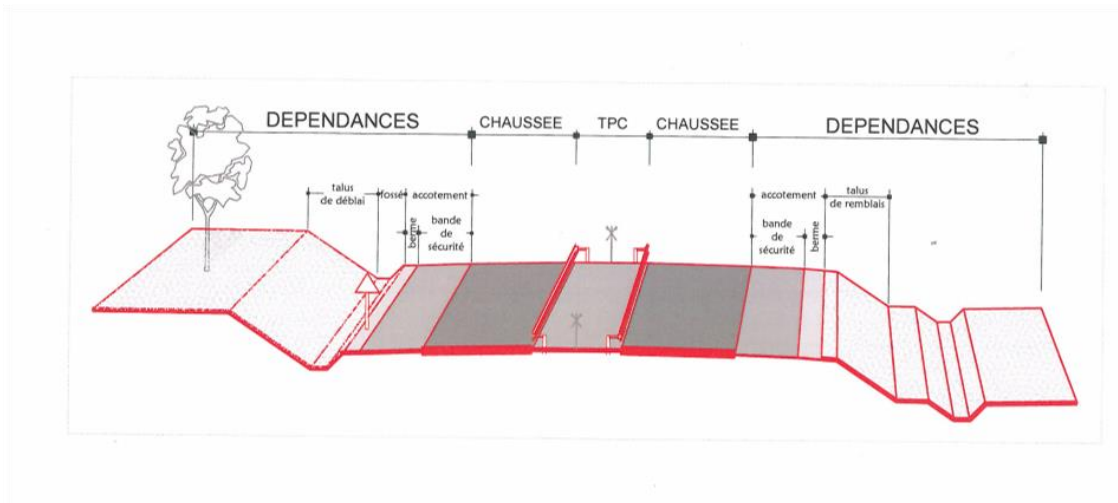 DEPENDANCES CHAUSSEE TPC CHAUSSEE DEPENDANCES
talus
de déblai
fossé
accotement
berme
bande
de
sécurité
accotement
bande
de
sécurité
berme
talus
de remblais